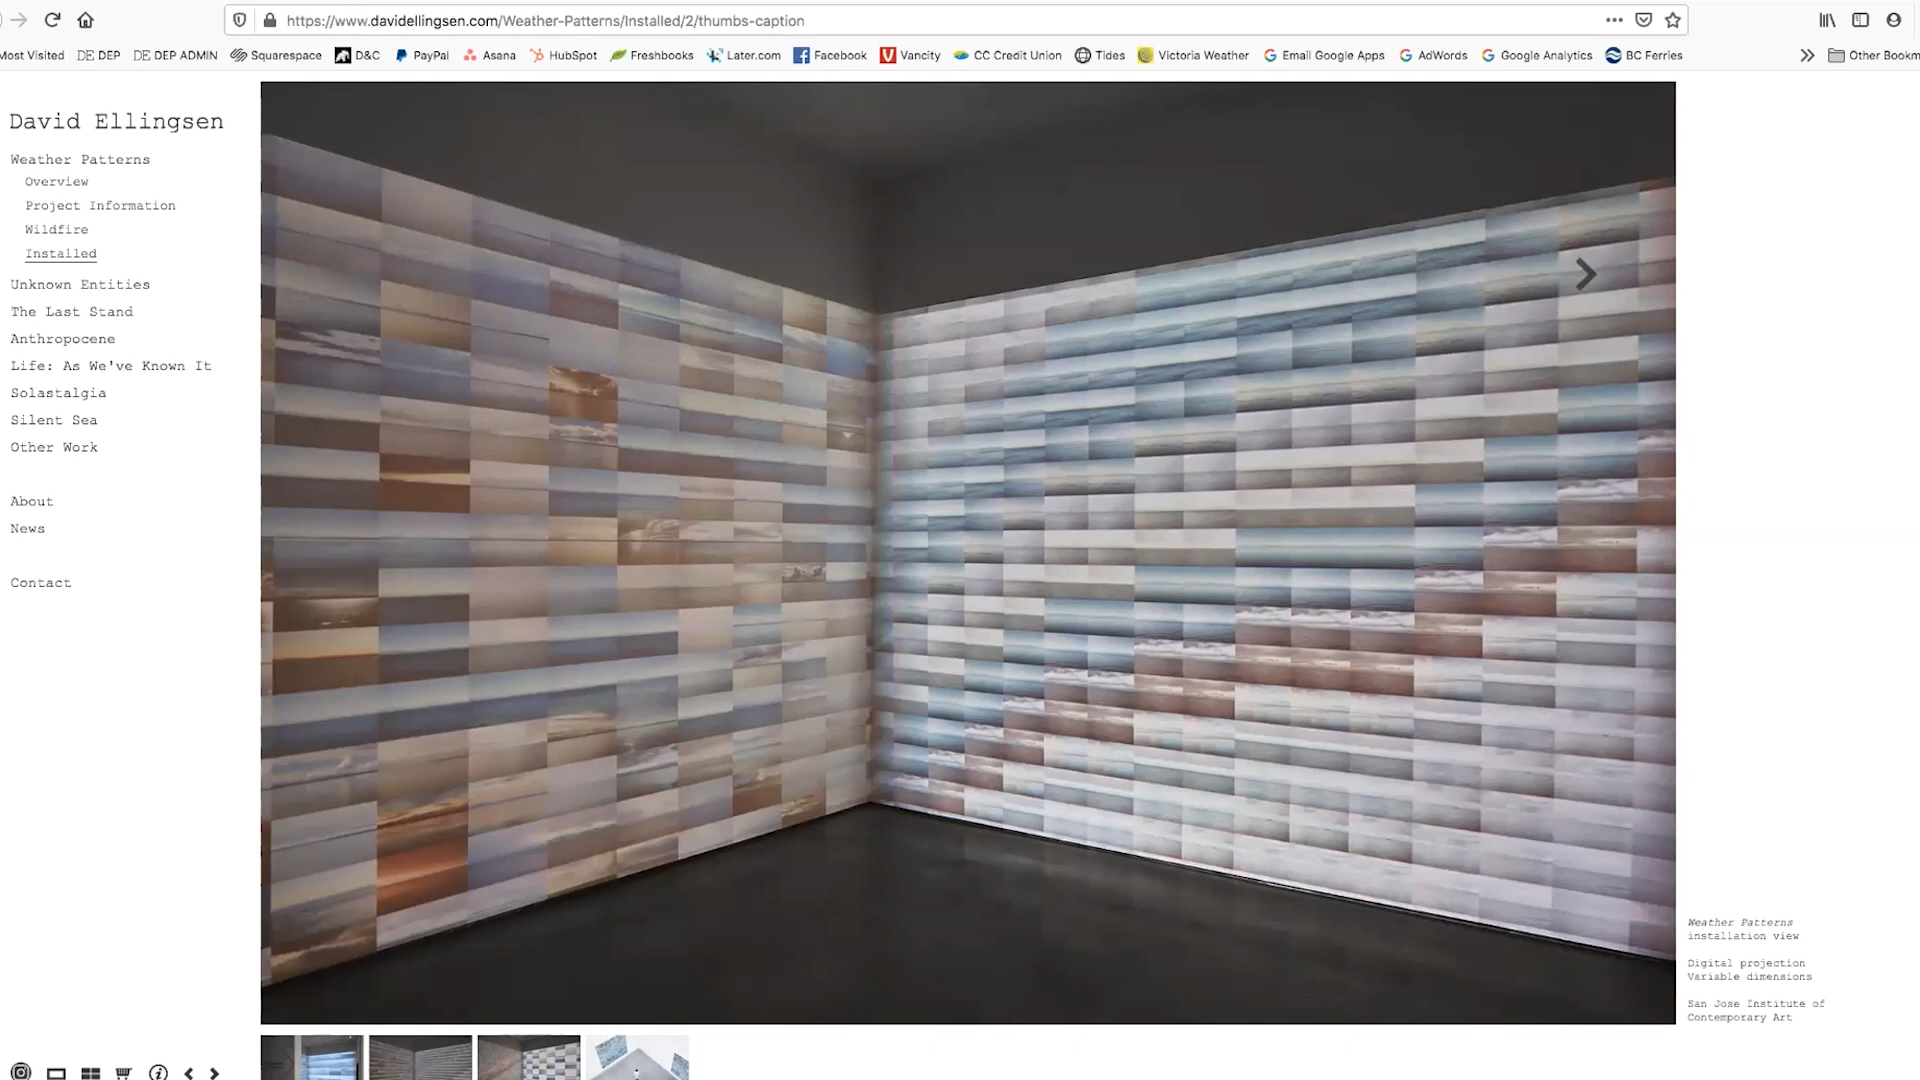 https://www.davidellingsen.com/Weather-Patterns/Installed/2/thumbs-caption
Most Visited DE DEP DE DEP ADMIN Squarespace D&C PayPal Asana HubSpot Freshbooks Later.com Facebook Vancity CC Credit Union Tides Victoria Weather Email Google Apps AdWords Google Analytics BC Ferries Other Bookm
David Ellingsen
Weather Patterns
Overview
Project Information
Wildfire
Installed
Unknown Entities
The Last Stand
Anthropocene
Life: As We've Known It
Solastalgia
Silent Sea
Other Work
About
News
Contact
Weather Patterns
installation view
Digital projection
Variable dimensions
San Jose Institute of
Contemporary Art